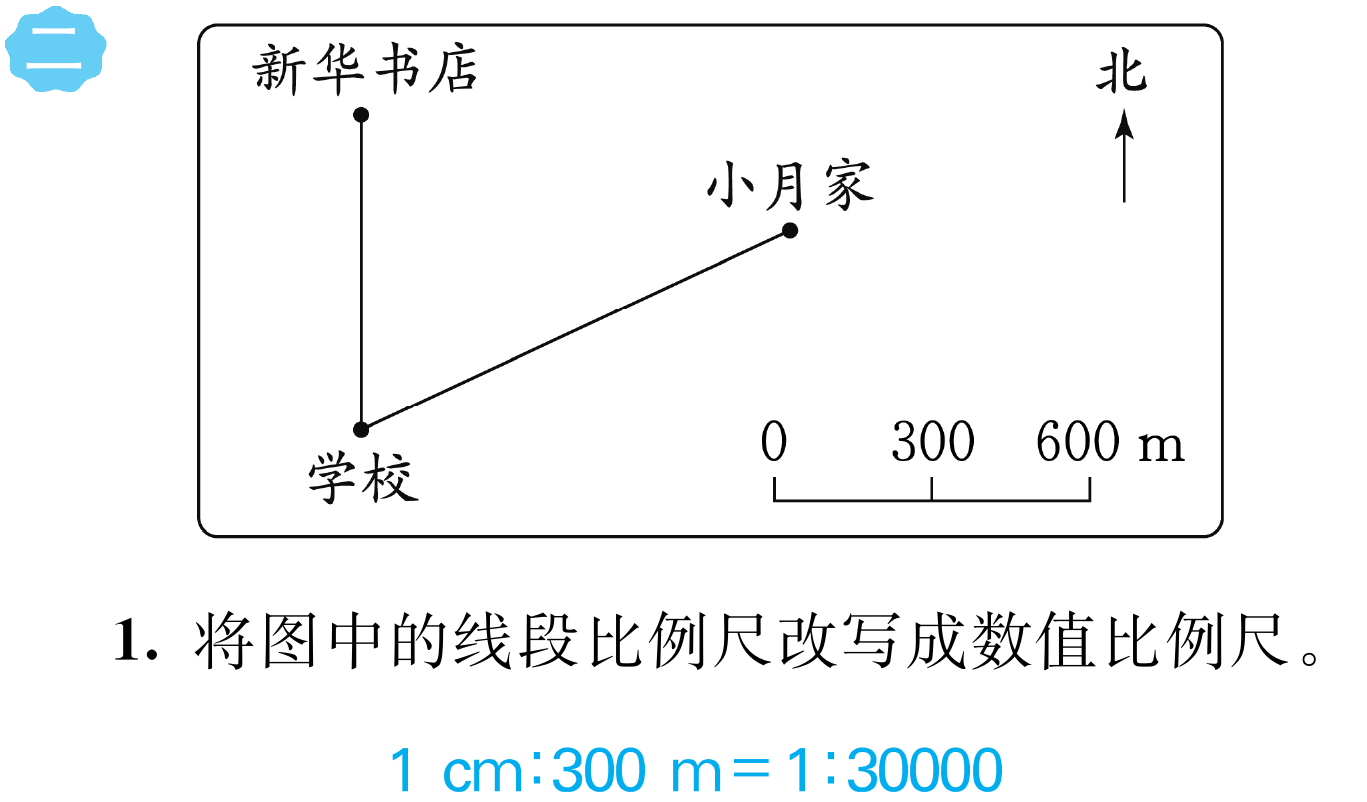 二
新华书店
北
小月家
学校
0 300 600 m
1. 将图中的线段比例尺改写成数值比例尺。
1 cm:300 m=1:30000